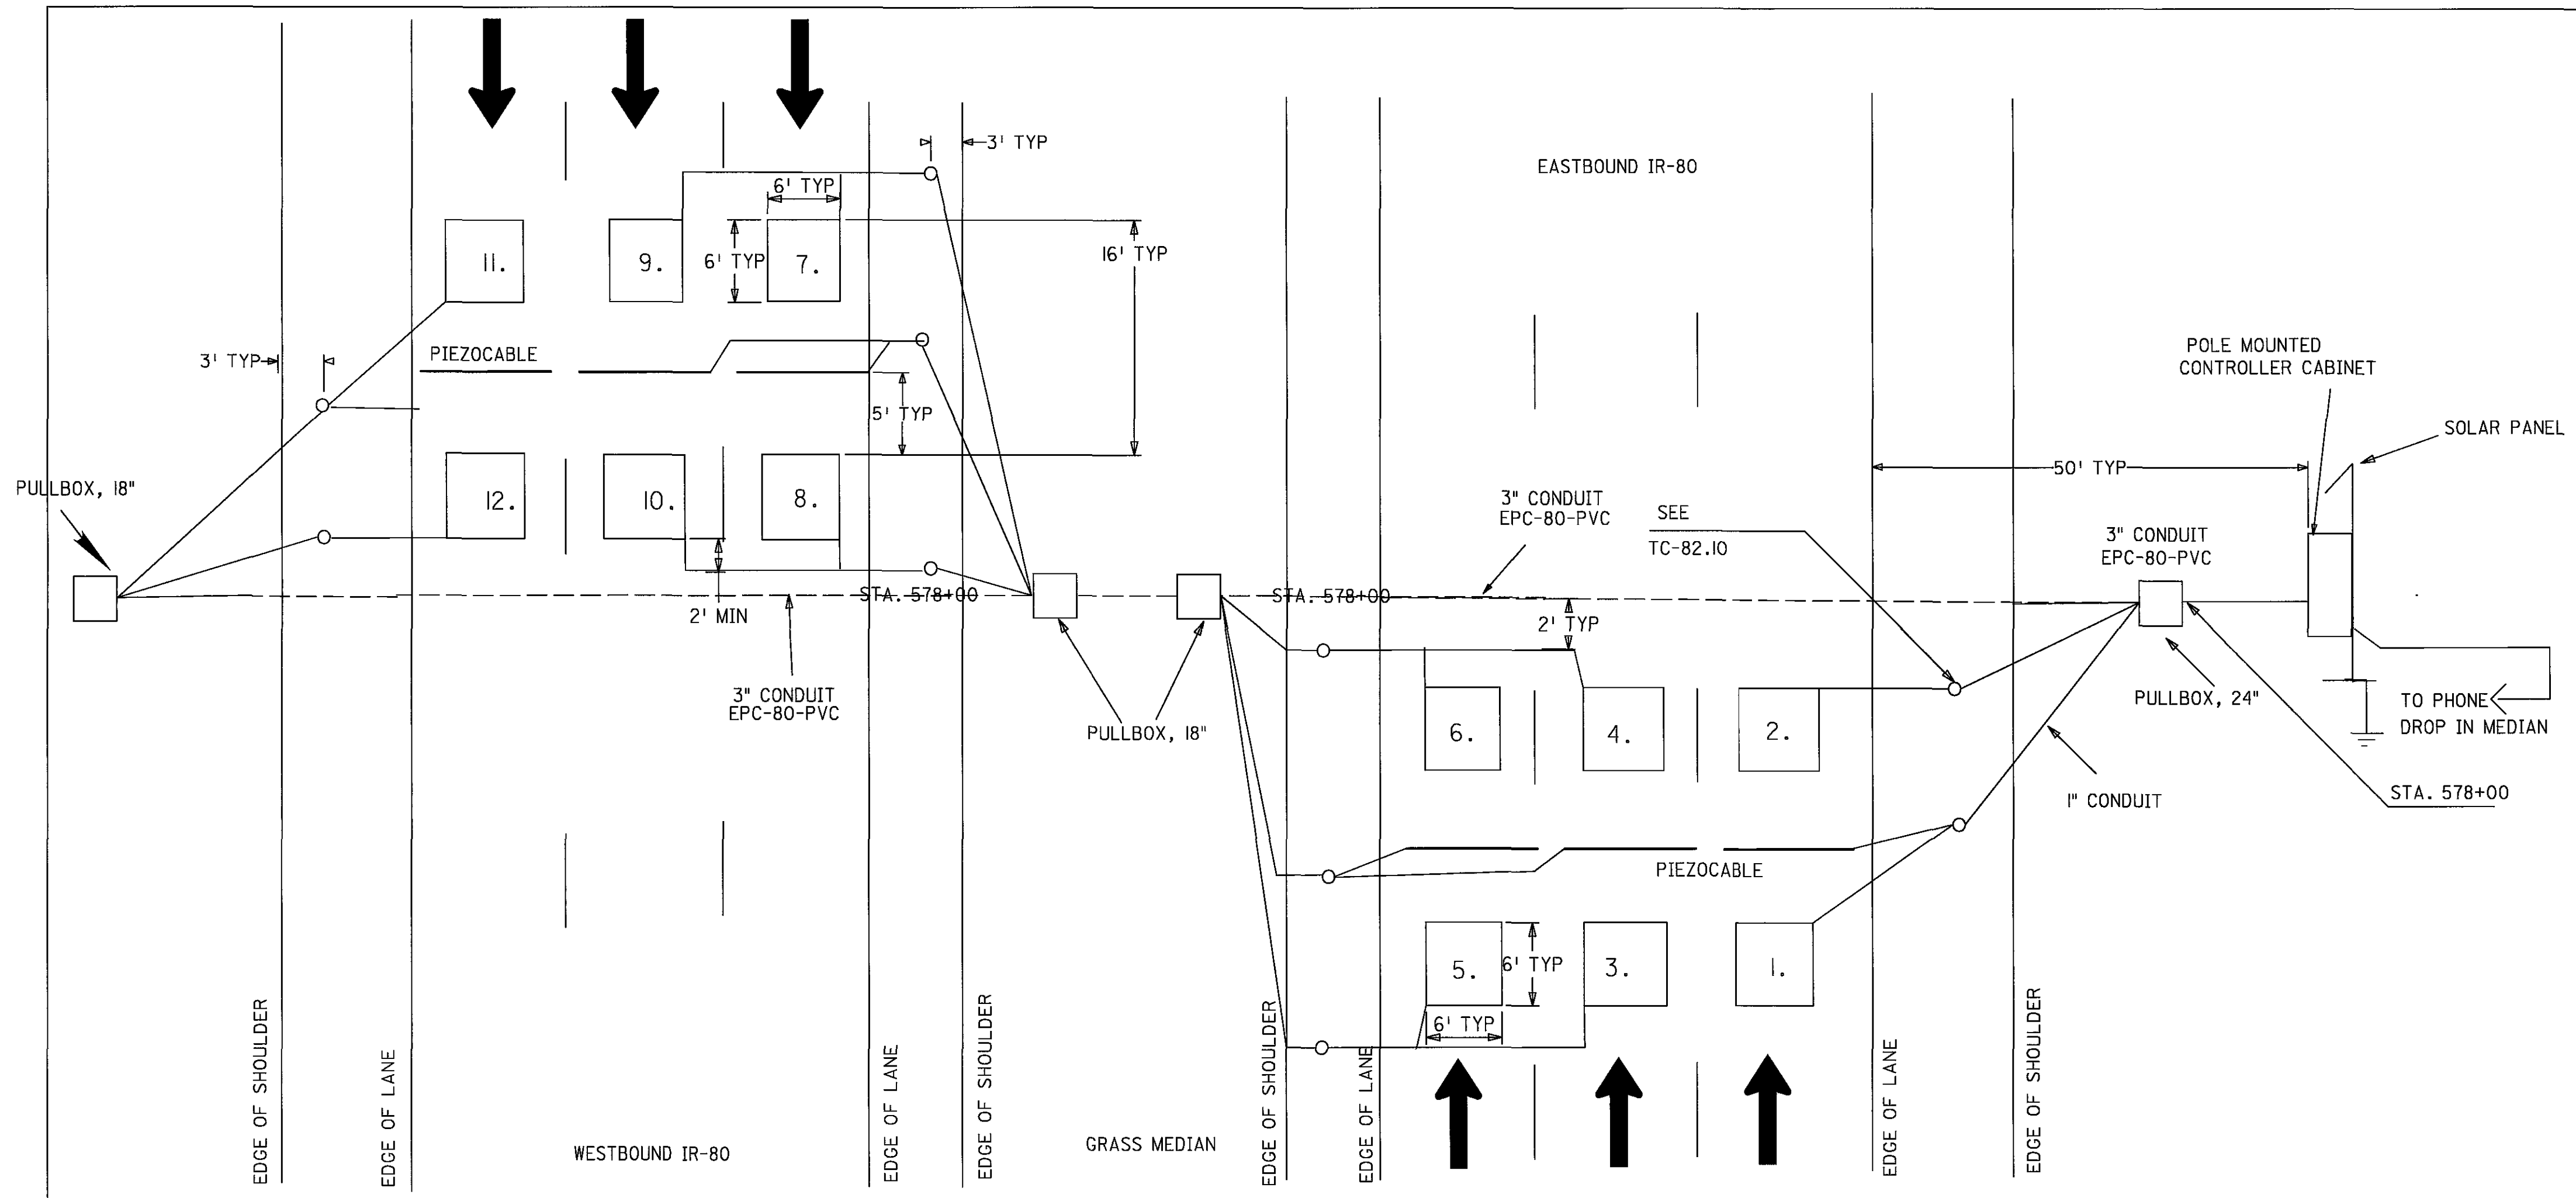 3' TYP
EASTBOUND IR-80
6' TYP
11.
9.
6' TYP
7.
16' TYP
3' TYP
PIEZOCABLE
POLE MOUNTED
CONTROLLER CABINET
5' TYP
SOLAR PANEL
50' TYP
PULLBOX, 18"
12.
10.
8.
3" CONDUIT
EPC-80-PVC
SEE
TC-82.10
3" CONDUIT
EPC-80-PVC
STA. 578+00
STA. 578+00
2' MIN
2' TYP
3" CONDUIT
EPC-80-PVC
PULLBOX, 18"
6.
4.
2.
PULLBOX, 24"
TO PHONE
DROP IN MEDIAN
1" CONDUIT
STA. 578+00
PIEZOCABLE
5.
6' TYP
3.
1.
6' TYP
EDGE OF SHOULDER
EDGE OF LANE
EDGE OF LANE
EDGE OF SHOULDER
EDGE OF SHOULDER
EDGE OF LANE
EDGE OF LANE
EDGE OF SHOULDER
WESTBOUND IR-80
GRASS MEDIAN